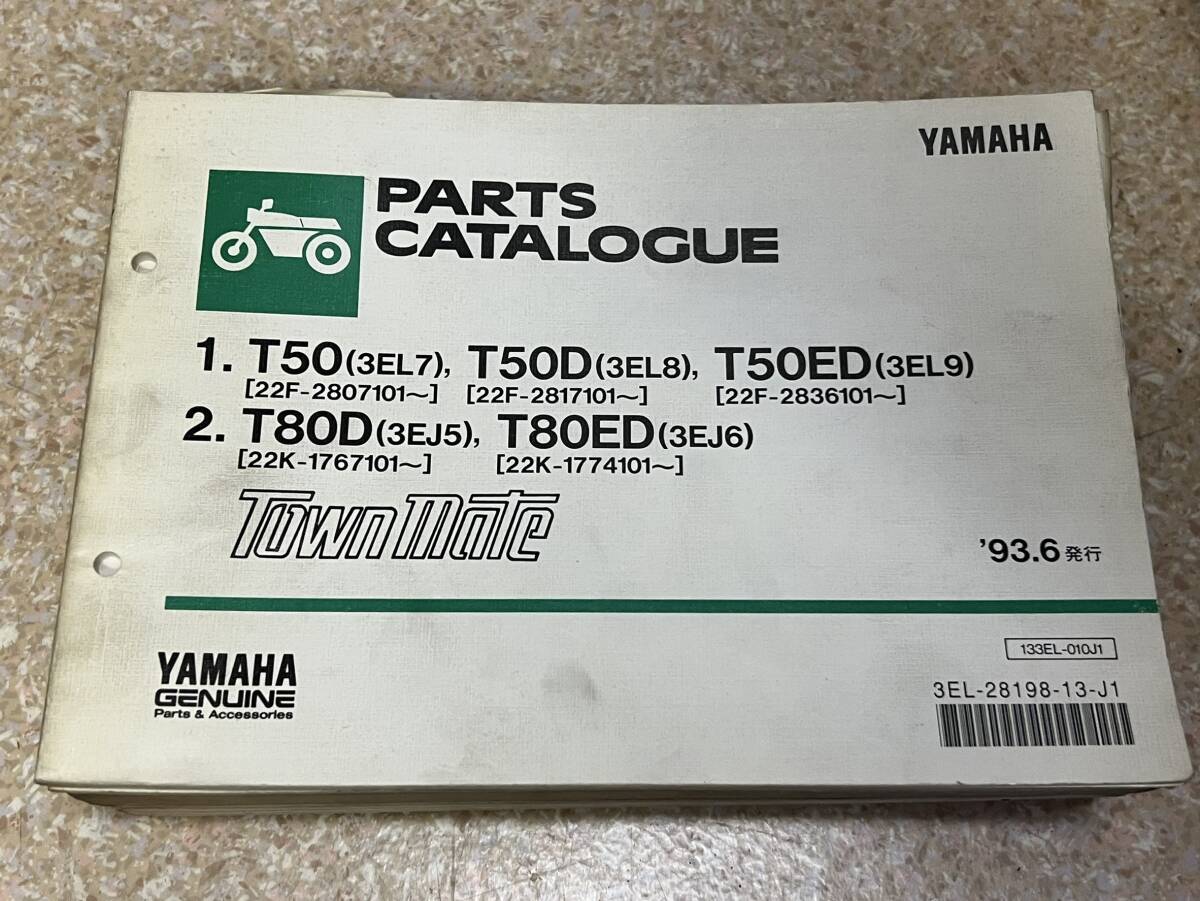 YAMAHA
PARTS
CATALOGUE
1. T50(3EL7), T50D(3EL8), T50ED(3EL9)
[22F-2807101~] [22F-2817101~] [22F-2836101~]
2. T80D(3EJ5), T80ED(3EJ6)
[22K-1767101~] [22K-1774101~]
Town Mate
'93.6発行
133EL-010J1
3EL-28198-13-J1
YAMAHA
GENUINE
Parts & Accessories